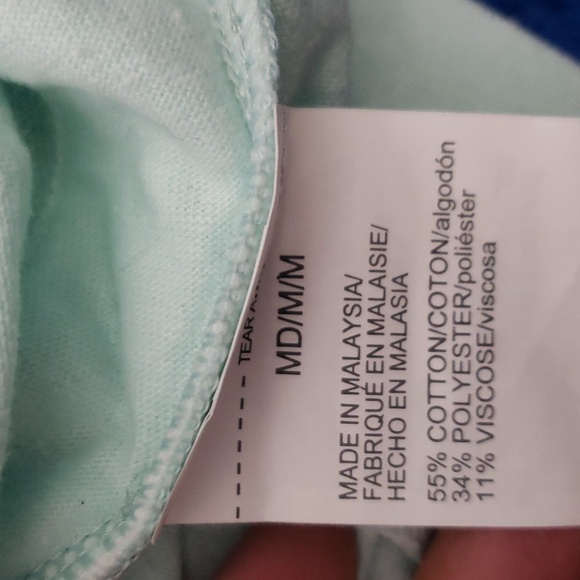 TEAR
MD/M/M
MADE IN MALAYSIA/
FABRIQUÉ EN MALAISIE/
HECHO EN MALASIA
55% COTTON/COTON/algodón
34% POLYESTER/poliéster
11% VISCOSE/viscosa